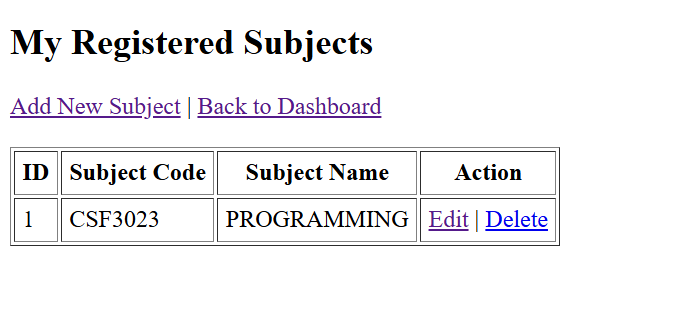 My Registered Subjects
Add New Subject | Back to Dashboard
ID Subject Code Subject Name Action
1 CSF3023 PROGRAMMING Edit | Delete